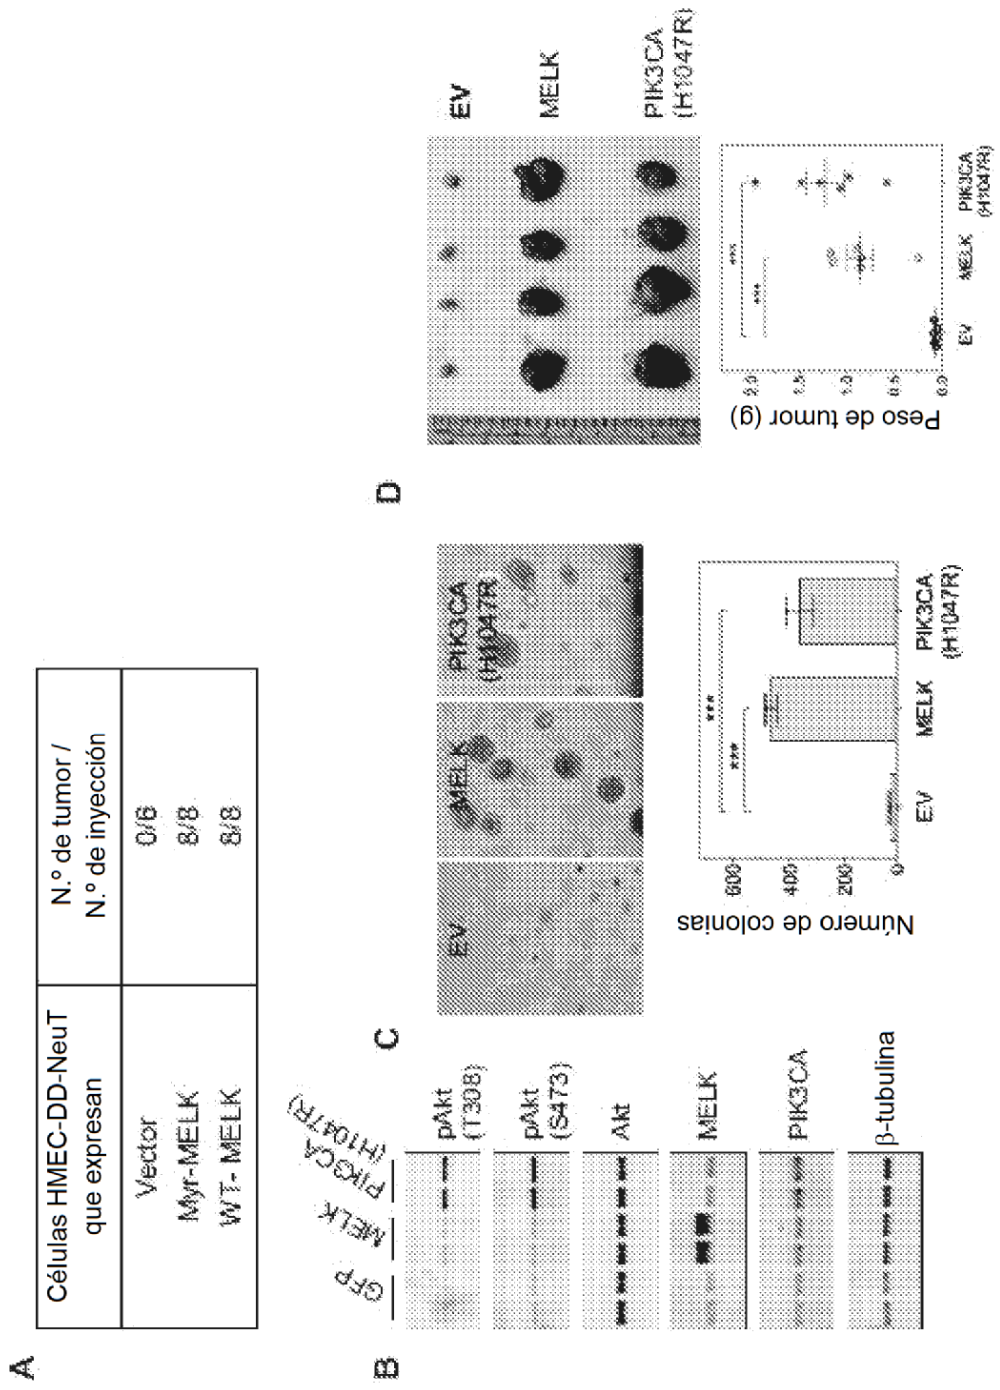 A
Células HMEC-DD-NeuT
que expresan
N.º de tumor /
N.º de inyección
Vector
0/6
Myr-MELK
8/8
WT- MELK
8/8
B
GFP
MELK
PIK3CA
(H1047R)
pAkt
(T308)
pAkt
(S473)
Akt
MELK
PIK3CA
β-tubulina
C
EV
MELK
PIK3CA
(H1047R
Número de colonias
600
400
200
0
***
***
EV
MELK
PIK3CA
(H1047R)
D
EV
MELK
PIK3CA
(H1047R)
Peso de tumor (g)
2.0
1.5
1.0
0.5
0.0
***
***
EV
MELK
PIK3CA
(H1047R)